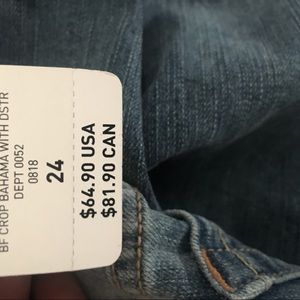 BF CROP BAHAMA WITH DSTR
DEPT 0052
0818
24
$64.90 USA
$81.90 CAN